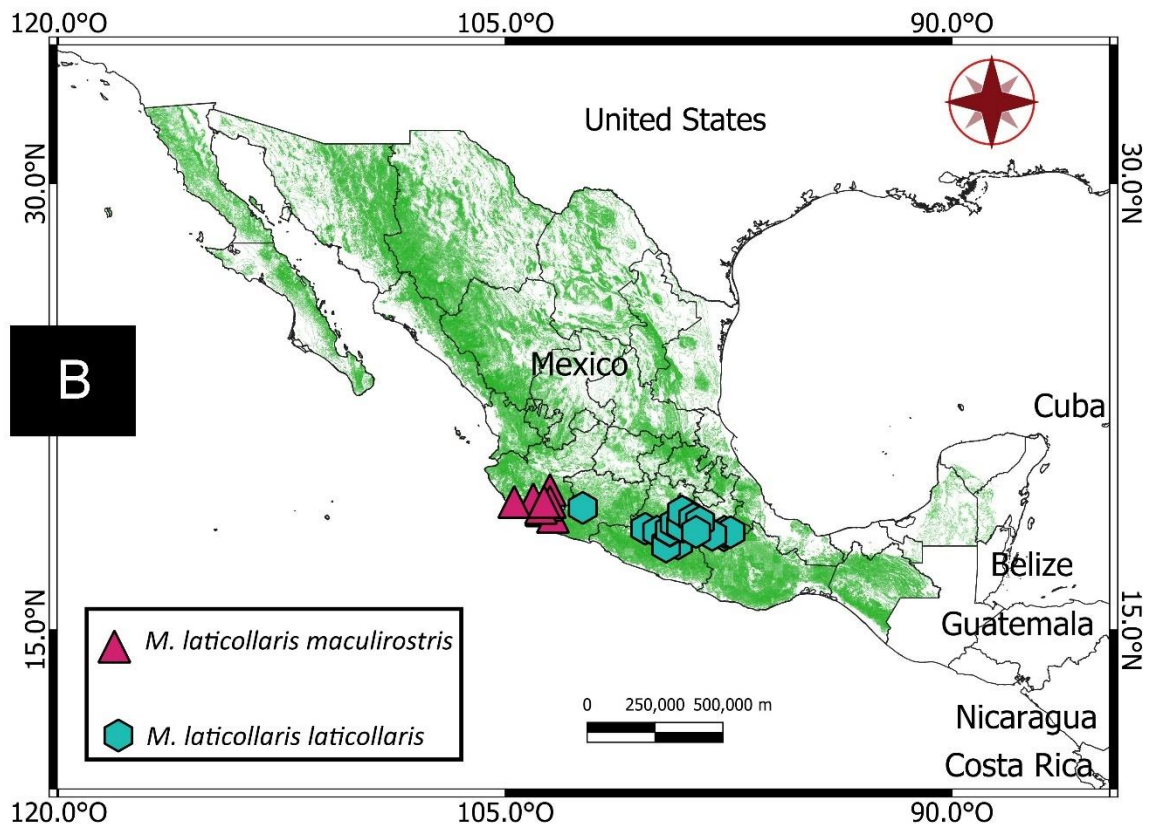 120.0°O 105.0°O 90.0°O
United States
30.0°N 30.0°N
Mexico
B
Cuba
Belize
15.0°N 15.0°N
Guatemala
M. laticollaris maculirostris
0 250,000 500,000 m
Nicaragua
M. laticollaris laticollaris
Costa Rica
120.0°O 105.0°O 90.0°O